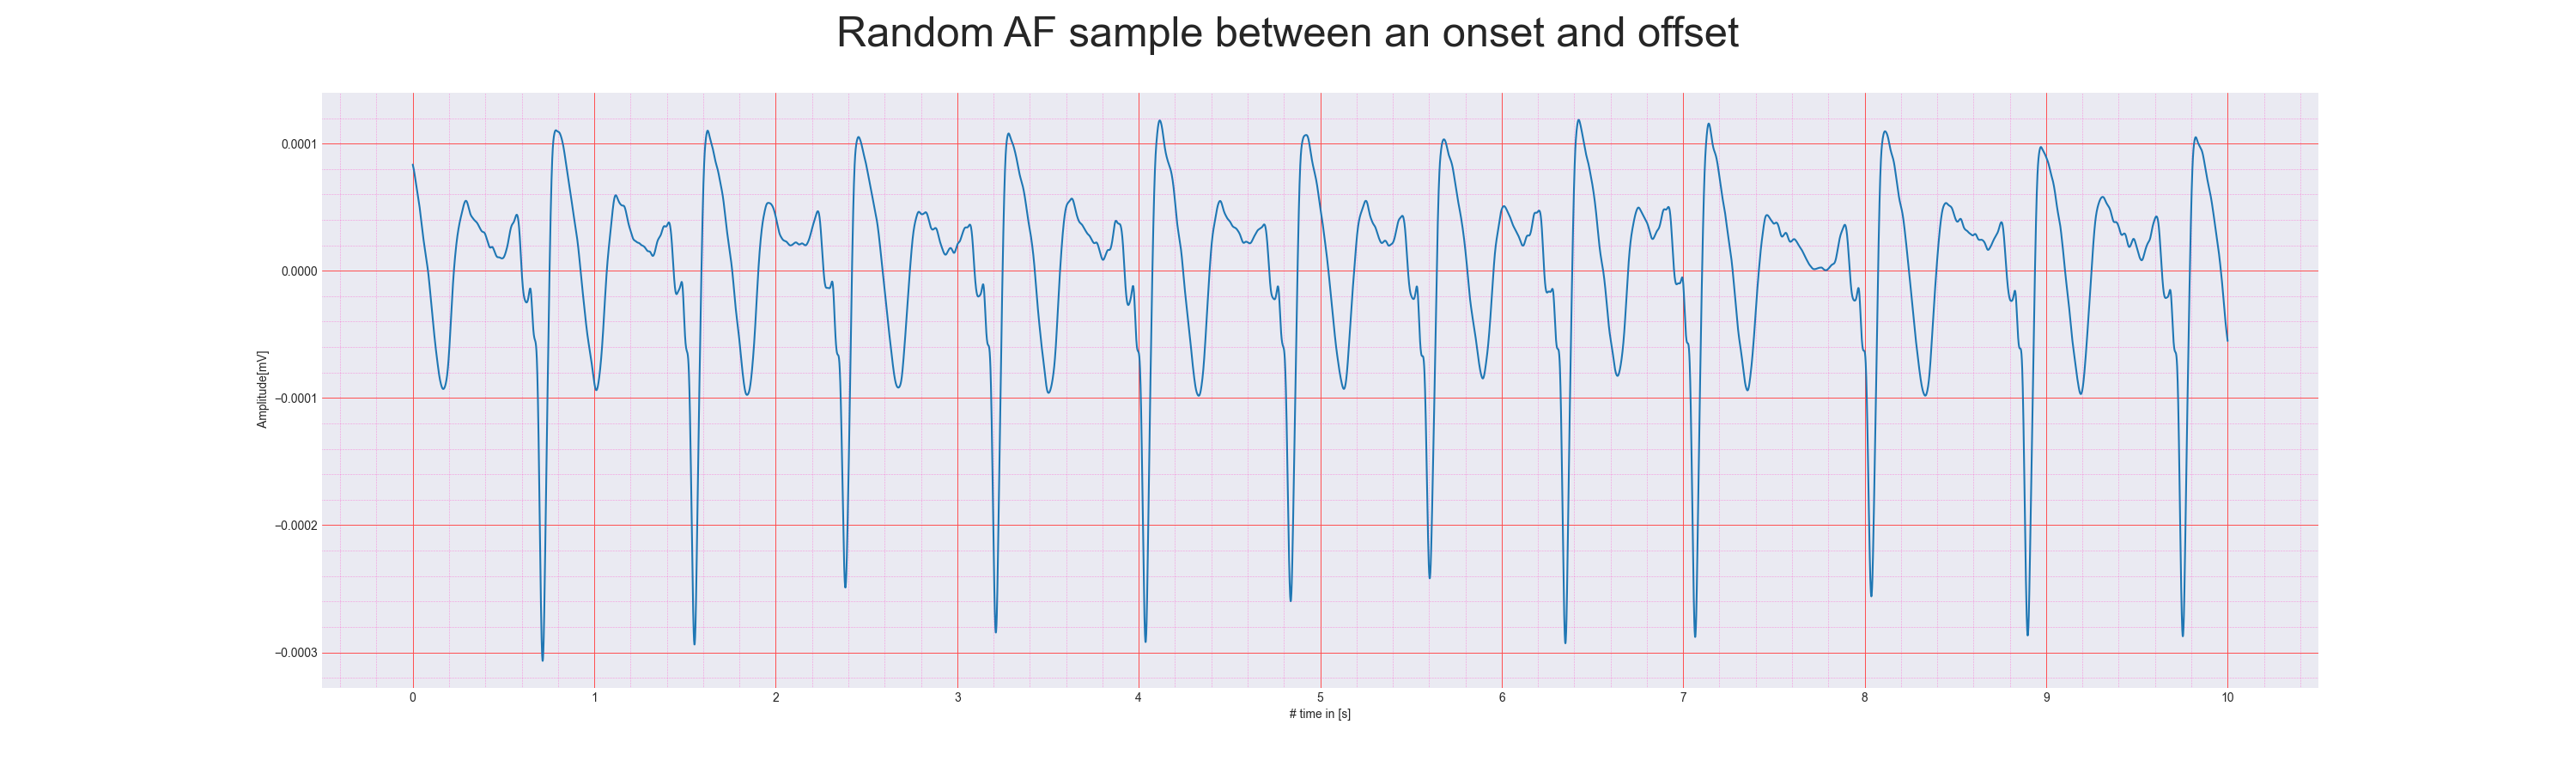 Random AF sample between an onset and offset
0.0001
0.0000
−0.0001
−0.0002
−0.0003
Amplitude[mV]
0 1 2 3 4 5 6 7 8 9 10
# time in [s]